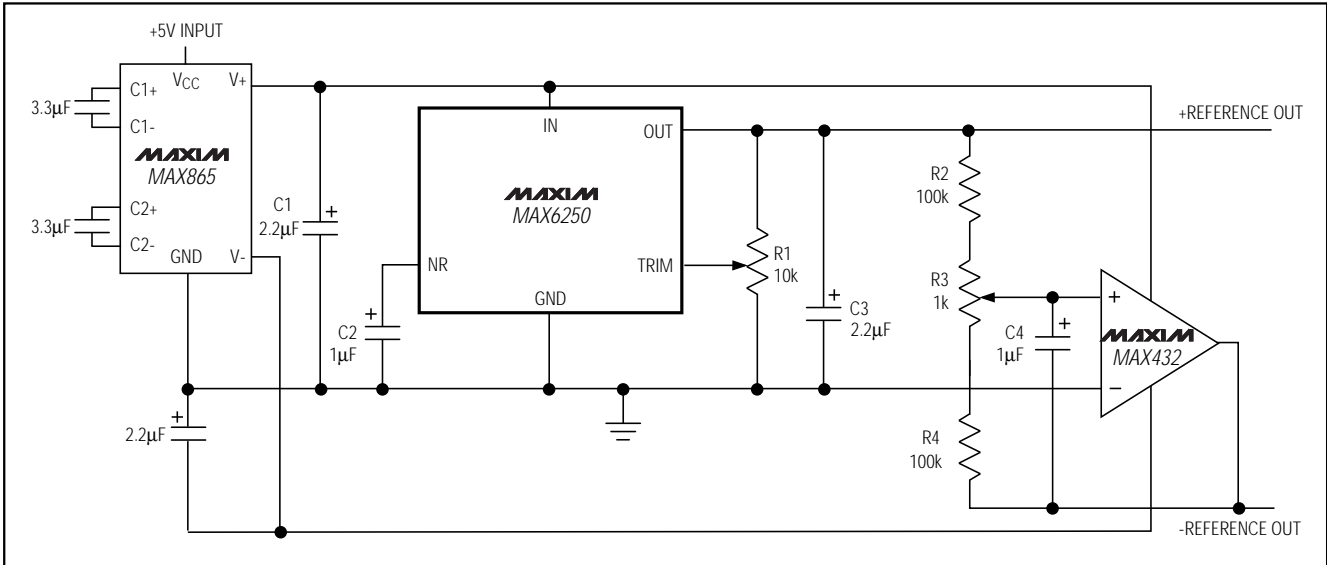 +5V INPUT
VCC
V+
C1+
C1-
3.3µF
MAXIM
MAX865
C2+
C2-
3.3µF
GND
V-
C1
2.2µF
+
IN
OUT
MAXIM
MAX6250
NR
TRIM
GND
+
C2
1µF
R1
10k
+
C3
2.2µF
+REFERENCE OUT
R2
100k
R3
1k
+
C4
1µF
+
MAXIM
MAX432
−
R4
100k
+
2.2µF
-REFERENCE OUT